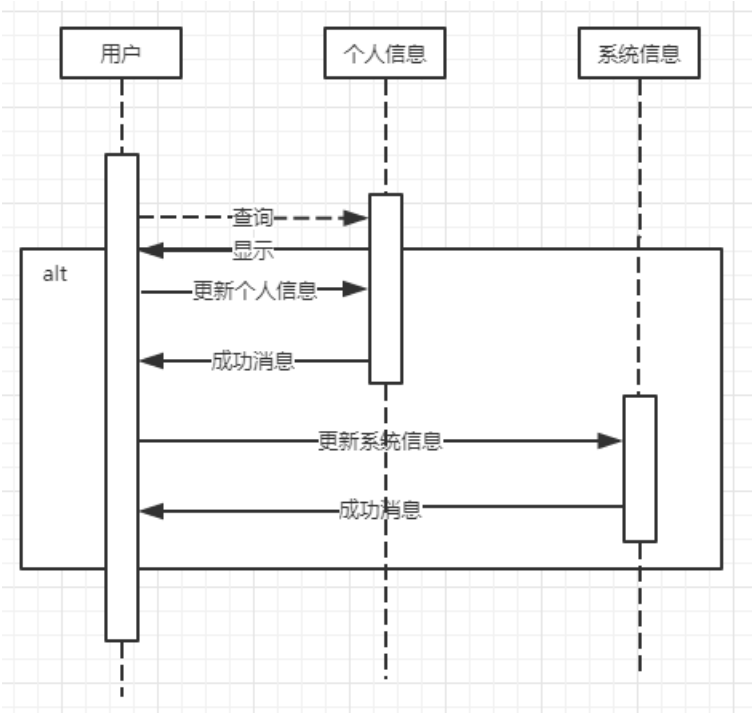 用户
个人信息
系统信息
查询
显示
alt
更新个人信息
成功消息
更新系统信息
成功消息